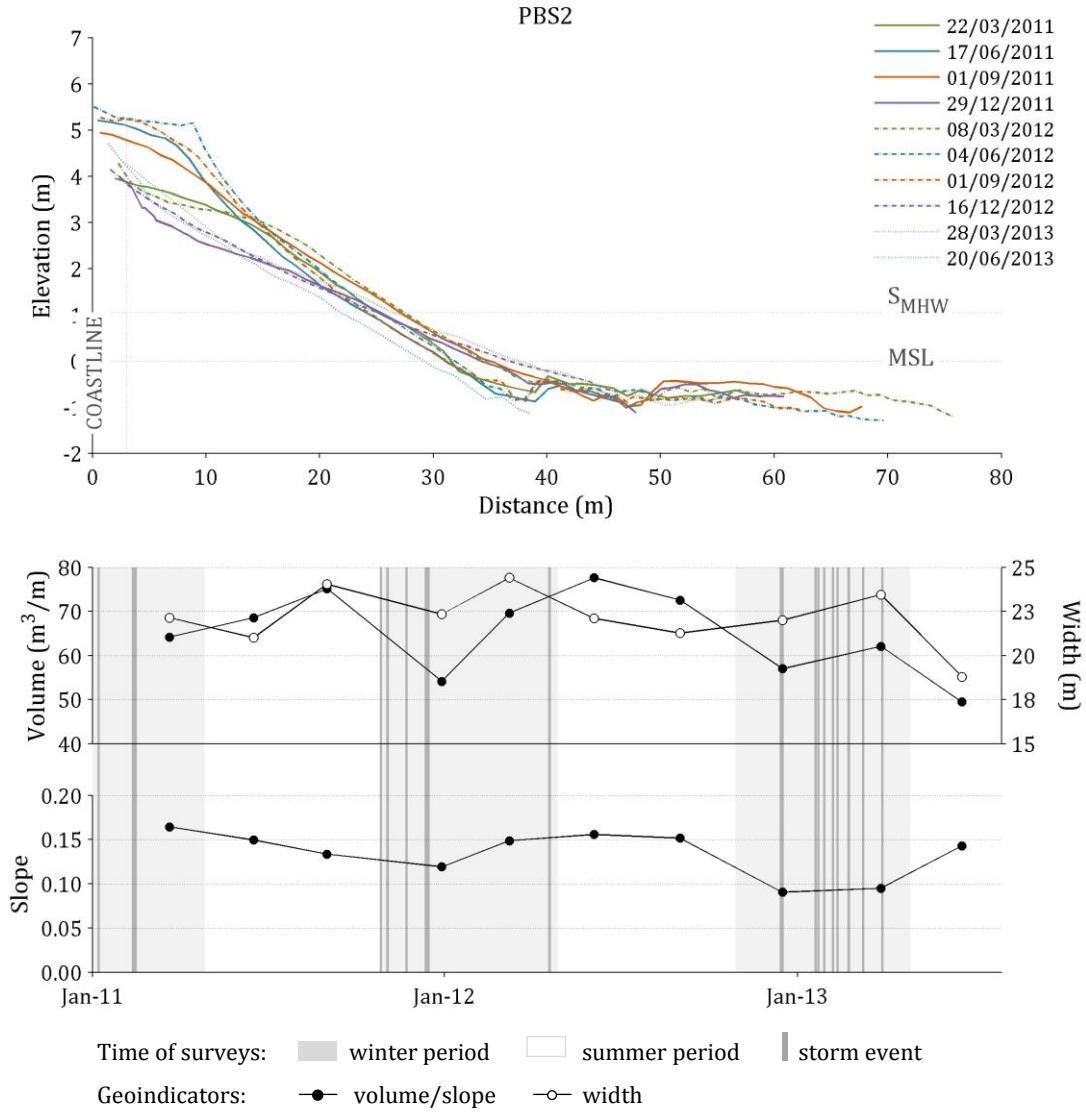 PBS2
22/03/2011
17/06/2011
01/09/2011
29/12/2011
08/03/2012
04/06/2012
01/09/2012
16/12/2012
28/03/2013
20/06/2013
Elevation (m)
7
6
5
4
3
2
-1
-2
COASTLINE
SMHW
MSL
0 10 20 30 40 50 60 70 80
Distance (m)
Volume (m³/m)
80
70
60
50
40
25
23
20
18
15
Width (m)
Slope
0.20
0.15
0.10
0.05
0.00
Jan-11 Jan-12 Jan-13
Time of surveys: winter period summer period storm event
Geoindicators: volume/slope width